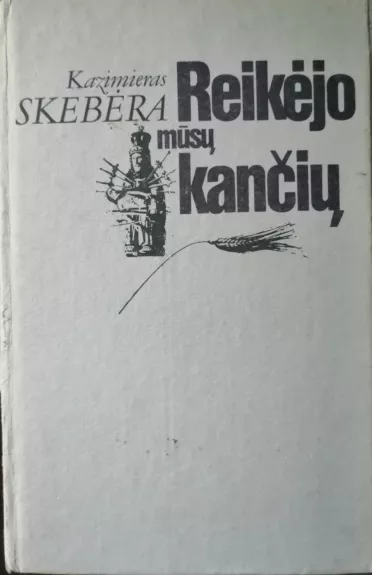 Kazimieras
SKEBĖRA
Reikėjo
mūsų
kančių